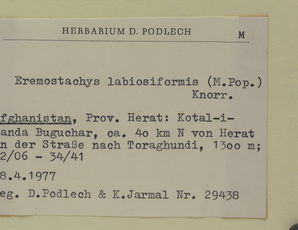 HERBARIUM D. PODLECH M
Eremostachys labiosiformis (M.Pop.)
Knorr.
fghanistan, Prov. Herat: Kotal-i-
anda Buguchar, ca. 40 km N von Herat
n der Straße nach Toraghundi, 1300 m;
2/06 - 34/41
8.4.1977
eg. D.Podlech & K.Jarmal Nr. 29438